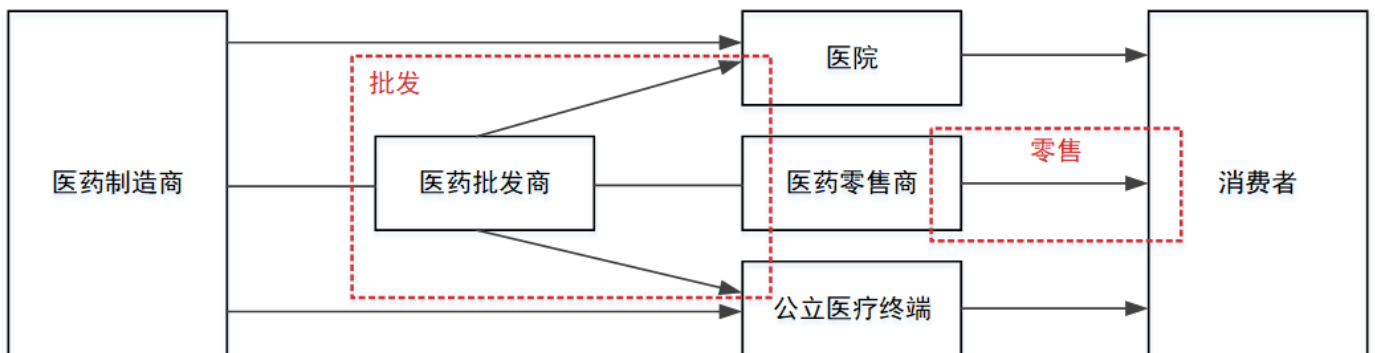 医院
批发
零售
医药制造商
医药批发商
医药零售商
消费者
公立医疗终端